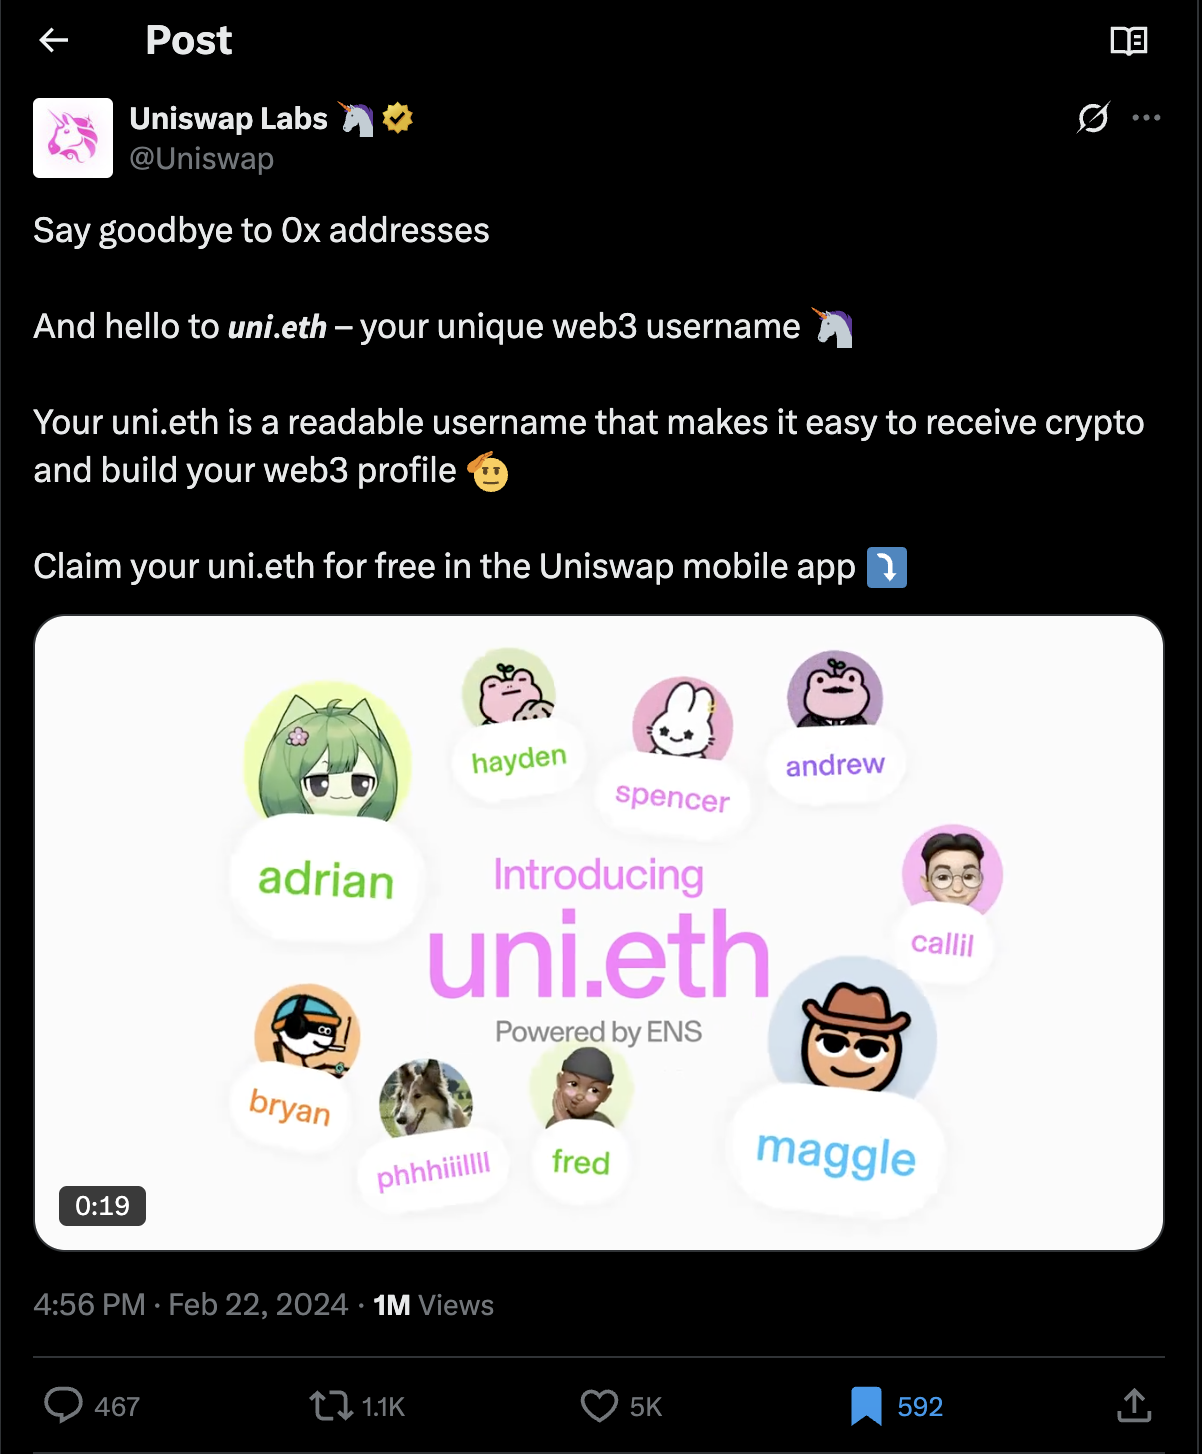 Post
Uniswap Labs 🦄
@Uniswap
Say goodbye to 0x addresses
And hello to uni.eth – your unique web3 username 🦄
Your uni.eth is a readable username that makes it easy to receive crypto
and build your web3 profile 🫡
Claim your uni.eth for free in the Uniswap mobile app ⤵️
hayden
spencer
andrew
adrian
Introducing
uni.eth
Powered by ENS
callil
bryan
phhhiiillll
fred
maggle
0:19
4:56 PM · Feb 22, 2024 · 1M Views
467 1.1K 5K 592